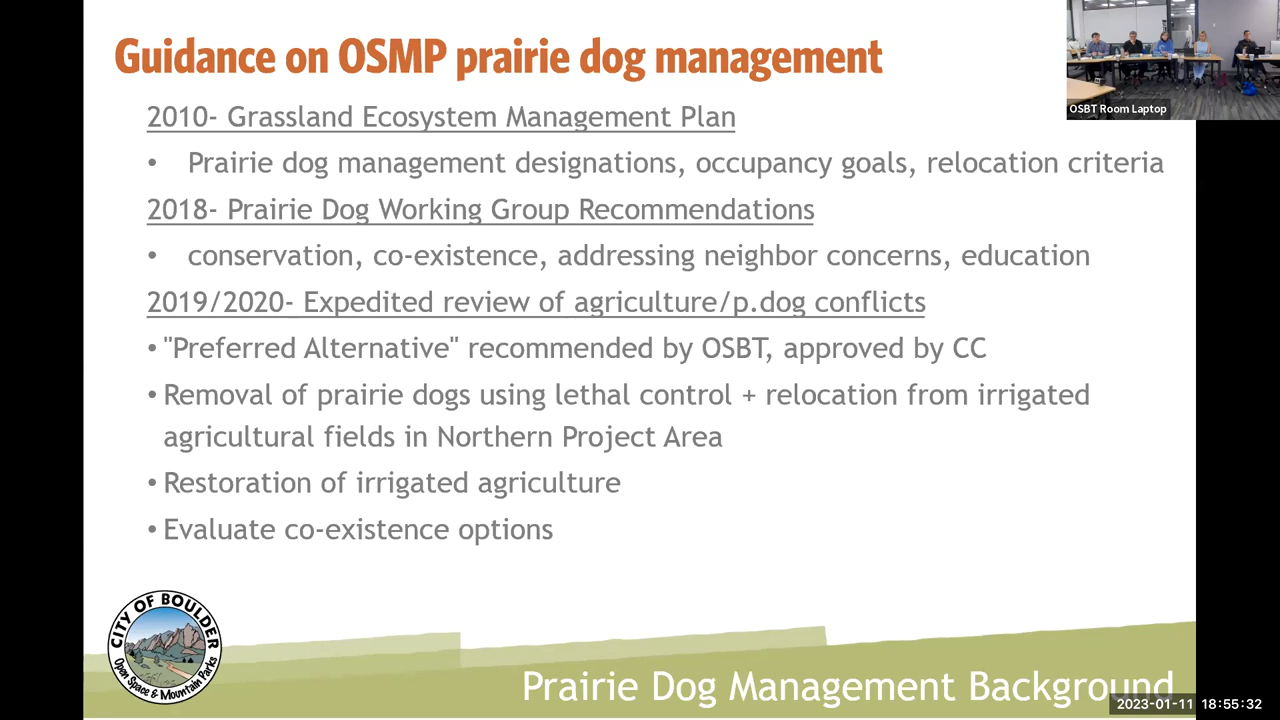 Guidance on OSMP prairie dog management
2010- Grassland Ecosystem Management Plan
• Prairie dog management designations, occupancy goals, relocation criteria
2018- Prairie Dog Working Group Recommendations
• conservation, co-existence, addressing neighbor concerns, education
2019/2020- Expedited review of agriculture/p.dog conflicts
• "Preferred Alternative" recommended by OSBT, approved by CC
• Removal of prairie dogs using lethal control + relocation from irrigated
agricultural fields in Northern Project Area
• Restoration of irrigated agriculture
• Evaluate co-existence options
OSBT Room Laptop
CITY OF BOULDER
Open Space & Mountain Parks
Prairie Dog Management Background
2023-01-11 18:55:32